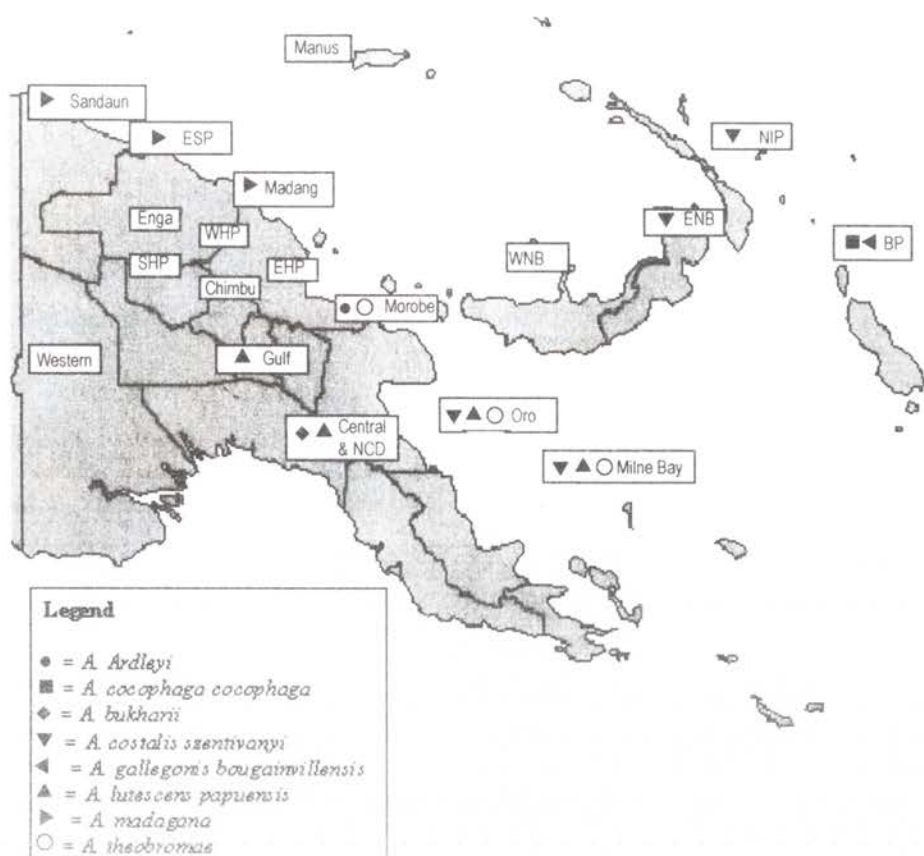 Manus
Sandaun
ESP
NIP
Madang
Enga
WHP
ENB
BP
SHP
EHP
WNB
Chimbu
Morobe
Western
Gulf
Oro
Central
& NCD
Milne Bay
Legend
● = A. Ardleyi
■ = A. cocophaga cocophaga
◆ = A. bukharii
▼ = A. costalis szentivanyi
◀ = A. gallegonis bougainvillensis
▲ = A. lutescens papuensis
▶ = A. madagana
○ = A. theobromae